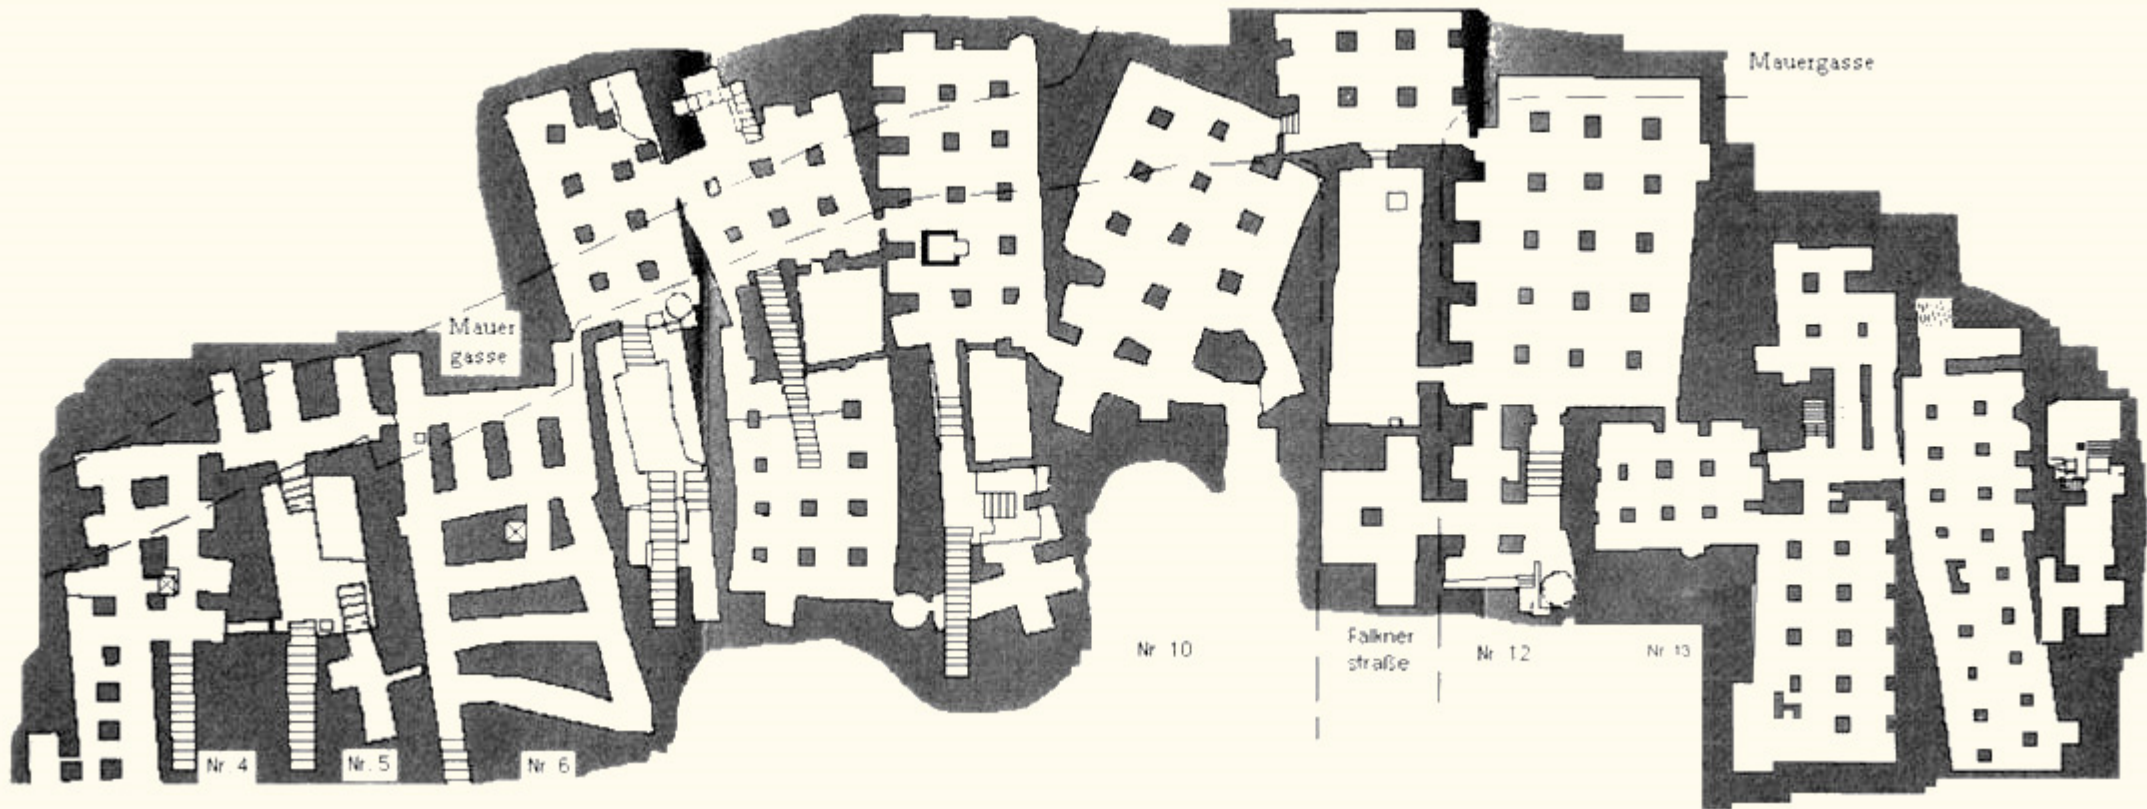 Mauergasse
Mauer
gasse
Nr. 4
Nr. 5
Nr 6
Nr 10
Falkner
straße
Nr 12
Nr 13